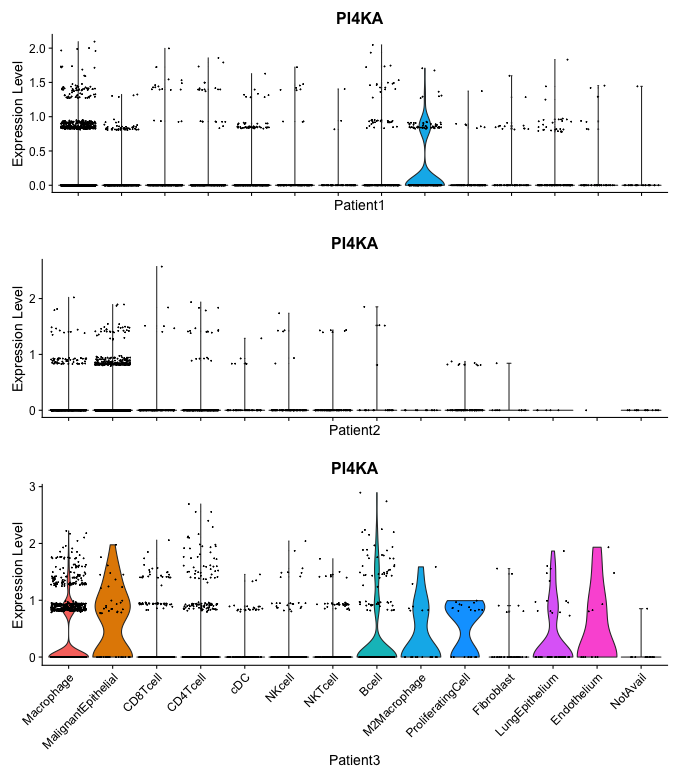 PI4KA
Expression Level
2.0
1.5
1.0
0.5
0.0
Patient1
PI4KA
Expression Level
2
1
0
Patient2
PI4KA
Expression Level
3
2
1
0
Macrophage
MalignantEpithelial
CD8Tcell
CD4Tcell
cDC
NKcell
NKTcell
Bcell
M2Macrophage
ProliferatingCell
Fibroblast
LungEpithelium
Endothelium
NotAvail
Patient3